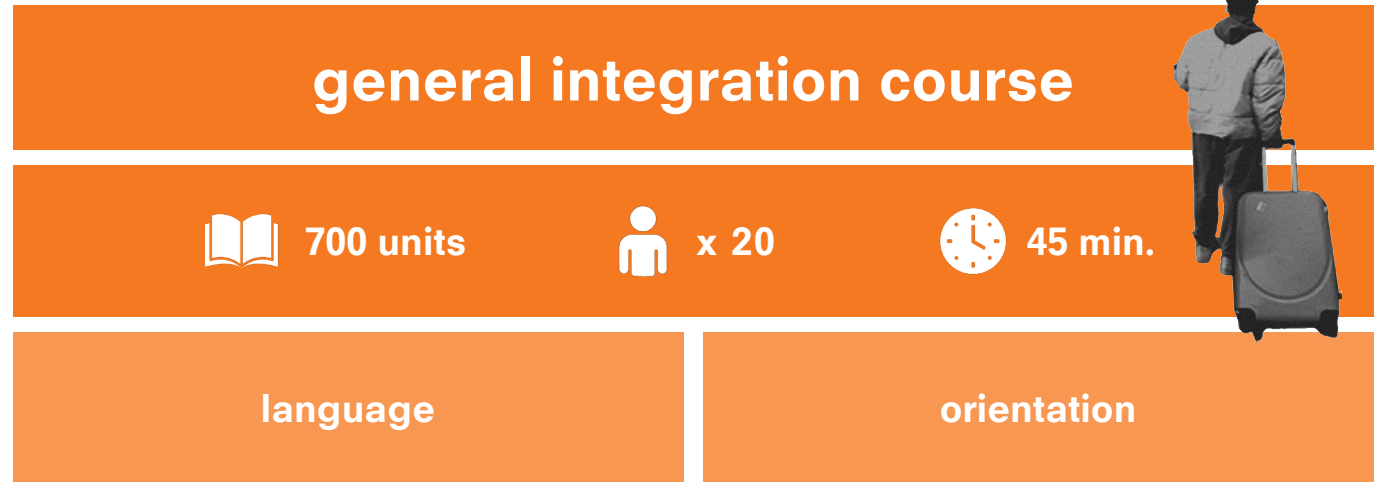 general integration course
700 units
x 20
45 min.
language
orientation